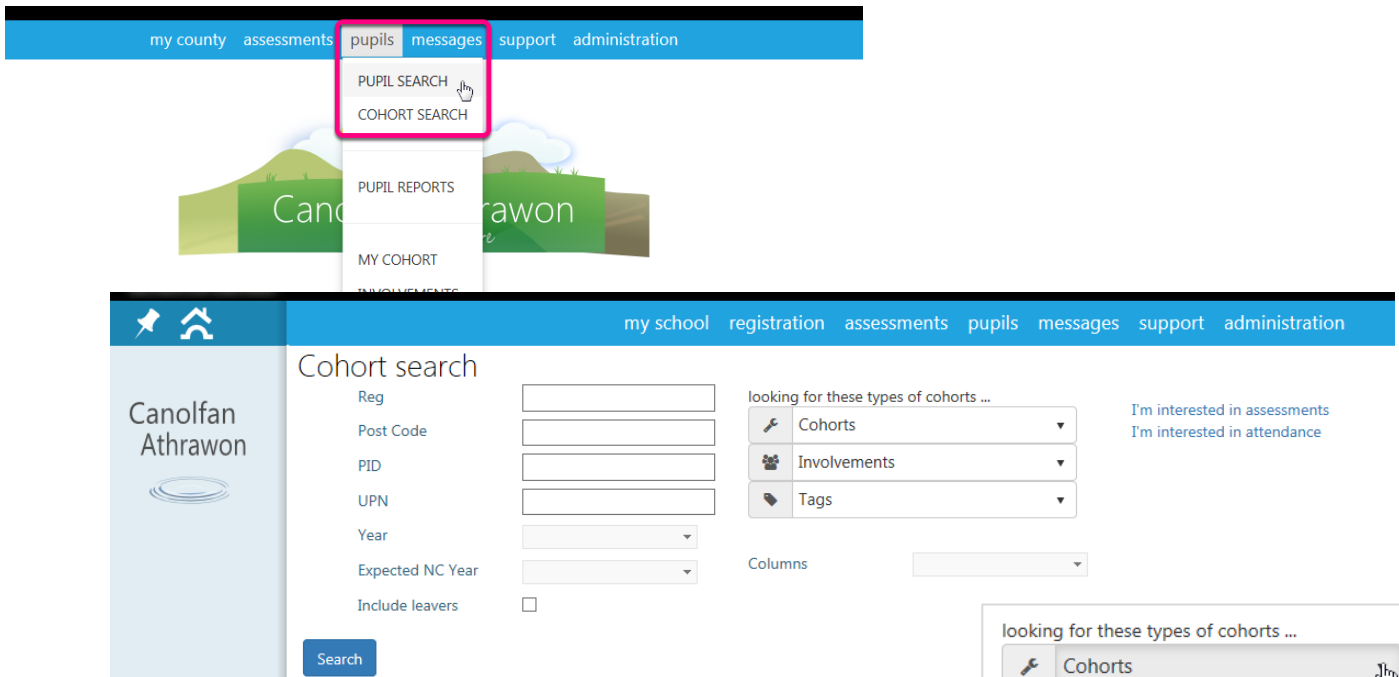 my county assessments pupils messages support administration
PUPIL SEARCH
COHORT SEARCH
PUPIL REPORTS
MY COHORT
INVOLVEMENTS
my school registration assessments pupils messages support administration
Canolfan
Athrawon
Cohort search
Reg
Post Code
PID
UPN
Year
Expected NC Year
Include leavers
Search
looking for these types of cohorts ...
Cohorts
Involvements
Tags
Columns
I'm interested in assessments
I'm interested in attendance
looking for these types of cohorts ...
Cohorts